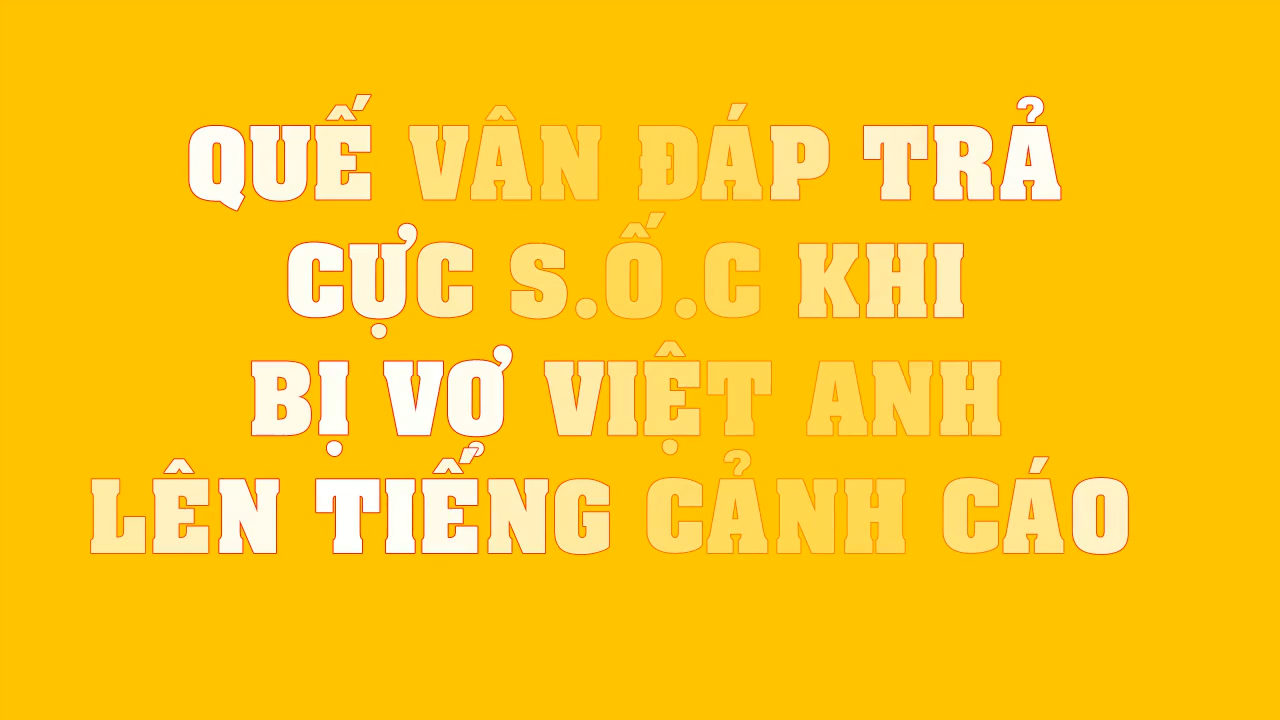 QUẾ VÂN ĐÁP TRẢ
CỰC S.Ố.C KHI
BỊ VỢ VIỆT ANH
LÊN TIẾNG CẢNH CÁO